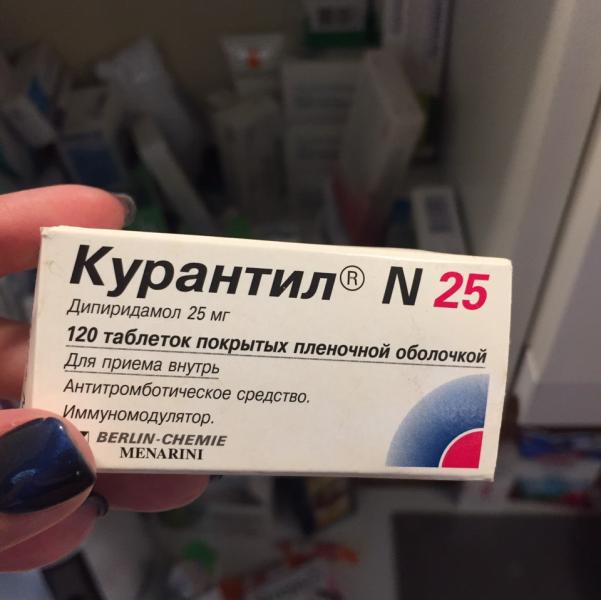 Курантил® N 25
Дипиридамол 25 мг
120 таблеток покрытых пленочной оболочкой
Для приема внутрь
Антитромботическое средство.
Иммуномодулятор.
BERLIN-CHEMIE
MENARINI